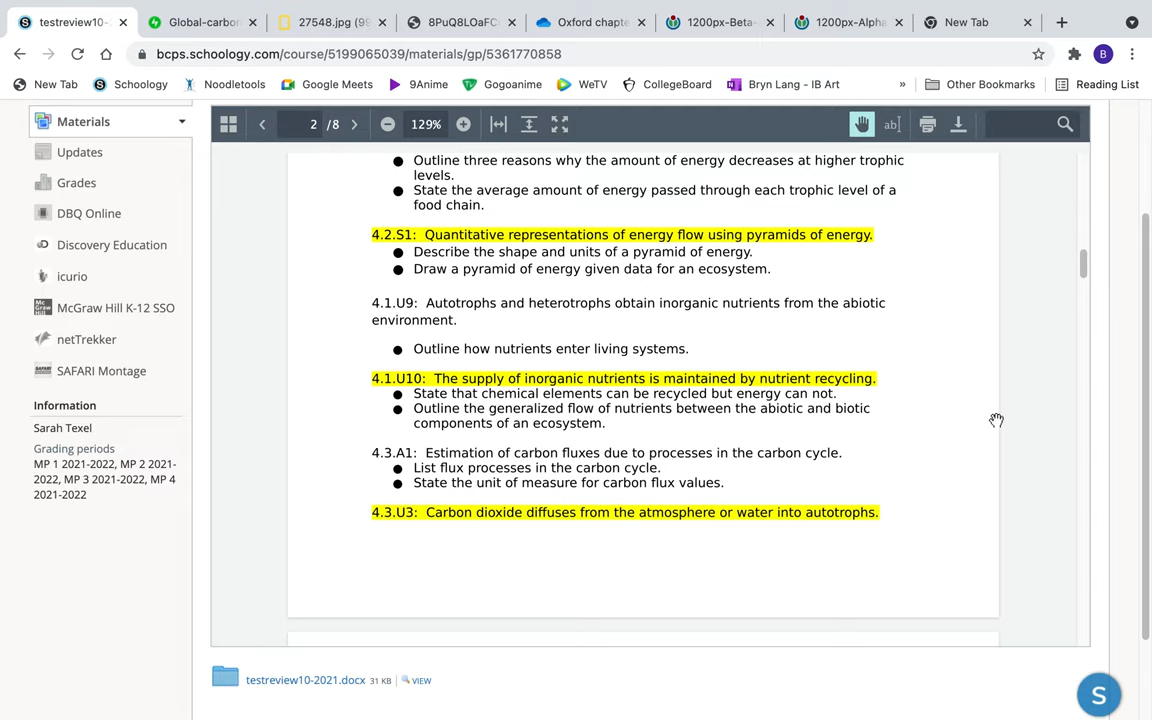 testreview10-
Global-carbon
27548.jpg (99
8PuQ8LOaFC
Oxford chapte
1200px-Beta-
1200px-Alpha
New Tab
bcps.schoology.com/course/5199065039/materials/gp/5361770858
B
New Tab
Schoology
Noodletools
Google Meets
9Anime
Gogoanime
WeTV
CollegeBoard
Bryn Lang - IB Art
»
Other Bookmarks
Reading List
Materials
Updates
Grades
DBQ Online
Discovery Education
icurio
McGraw Hill K-12 SSO
netTrekker
SAFARI Montage
Information
Sarah Texel
Grading periods
MP 1 2021-2022, MP 2 2021-
2022, MP 3 2021-2022, MP 4
2021-2022
2 /8
129%
ab
● Outline three reasons why the amount of energy decreases at higher trophic
levels.
● State the average amount of energy passed through each trophic level of a
food chain.
4.2.S1: Quantitative representations of energy flow using pyramids of energy.
● Describe the shape and units of a pyramid of energy.
● Draw a pyramid of energy given data for an ecosystem.
4.1.U9: Autotrophs and heterotrophs obtain inorganic nutrients from the abiotic
environment.
● Outline how nutrients enter living systems.
4.1.U10: The supply of inorganic nutrients is maintained by nutrient recycling.
● State that chemical elements can be recycled but energy can not.
● Outline the generalized flow of nutrients between the abiotic and biotic
components of an ecosystem.
4.3.A1: Estimation of carbon fluxes due to processes in the carbon cycle.
● List flux processes in the carbon cycle.
● State the unit of measure for carbon flux values.
4.3.U3: Carbon dioxide diffuses from the atmosphere or water into autotrophs.
testreview10-2021.docx 31 KB VIEW
S